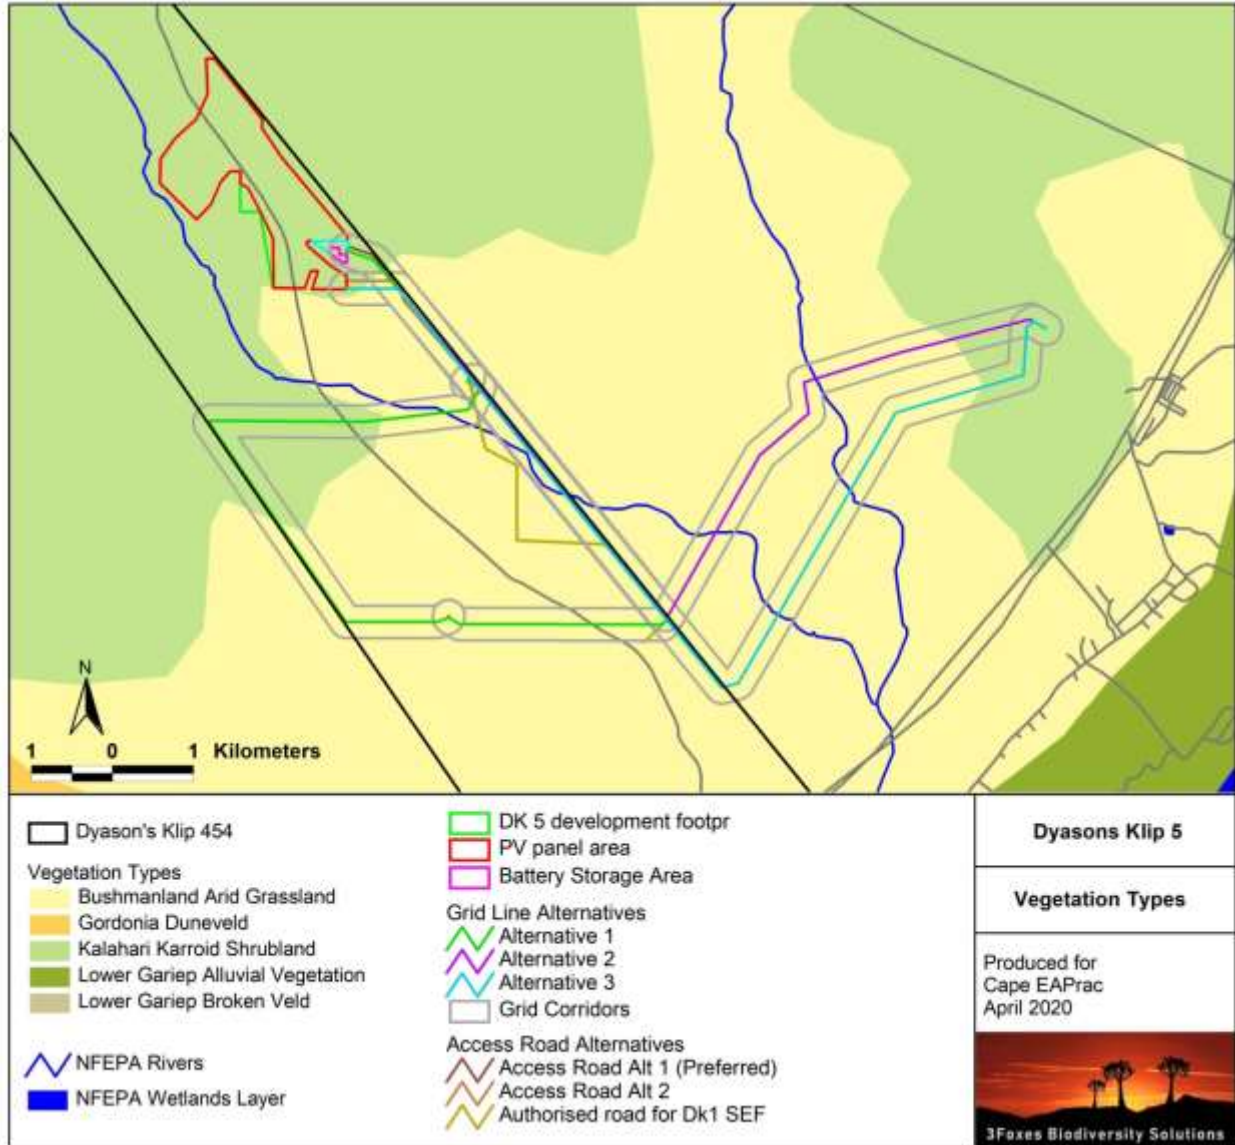 N
1 0 1 Kilometers
Dyason's Klip 454
Vegetation Types
Bushmanland Arid Grassland
Gordonia Duneveld
Kalahari Karroid Shrubland
Lower Gariep Alluvial Vegetation
Lower Gariep Broken Veld
NFEPA Rivers
NFEPA Wetlands Layer
DK 5 development footpr
PV panel area
Battery Storage Area
Grid Line Alternatives
Alternative 1
Alternative 2
Alternative 3
Grid Corridors
Access Road Alternatives
Access Road Alt 1 (Preferred)
Access Road Alt 2
Authorised road for Dk1 SEF
Dyasons Klip 5
Vegetation Types
Produced for
Cape EAPrac
April 2020
3Foxes Biodiversity Solutions